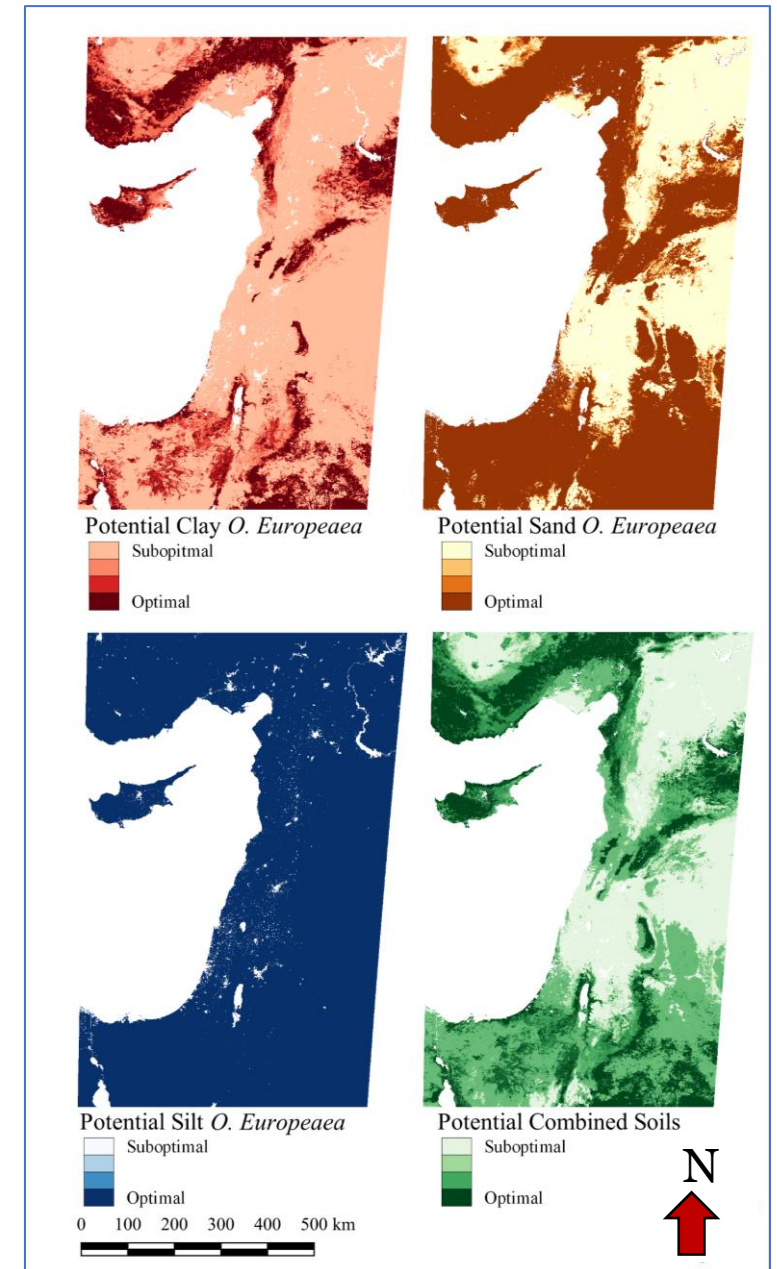 Potential Clay O. Europeaea
Subopitmal
Optimal
Potential Sand O. Europeaea
Suboptimal
Optimal
Potential Silt O. Europeaea
Suboptimal
Optimal
0 100 200 300 400 500 km
Potential Combined Soils
Suboptimal
Optimal
N